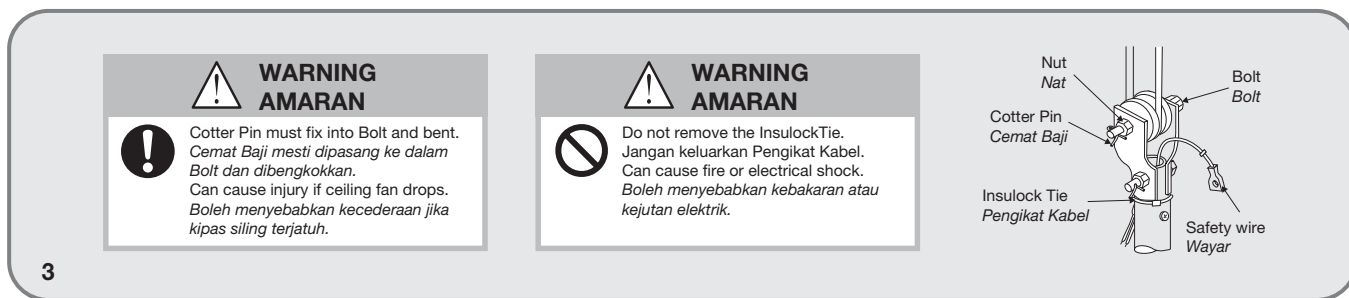 WARNING
AMARAN
Cotter Pin must fix into Bolt and bent.
Cemat Baji mesti dipasang ke dalam
Bolt dan dibengkokkan.
Can cause injury if ceiling fan drops.
Boleh menyebabkan kecederaan jika
kipas siling terjatuh.
WARNING
AMARAN
Do not remove the InsulockTie.
Jangan keluarkan Pengikat Kabel.
Can cause fire or electrical shock.
Boleh menyebabkan kebakaran atau
kejutan elektrik.
Nut
Nat
Bolt
Bolt
Cotter Pin
Cemat Baji
Insulock Tie
Pengikat Kabel
Safety wire
Wayar
3